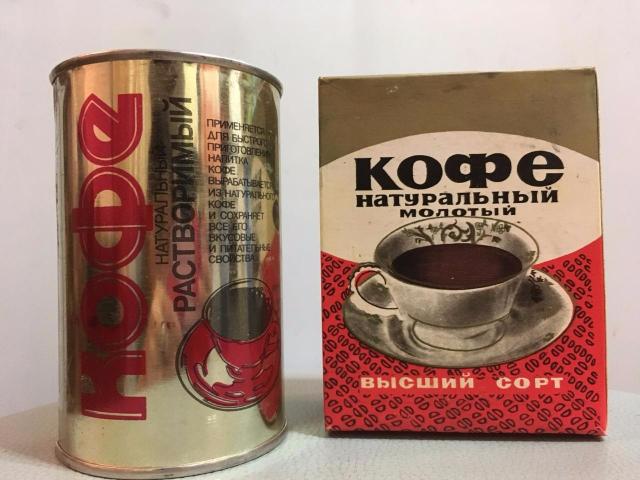 кофе
НАТУРАЛЬНЫЙ
РАСТВОРИМЫЙ
ПРИМЕНЯЕТСЯ
ДЛЯ БЫСТРОГО
ПРИГОТОВЛЕНИЯ
НАПИТКА
КОФЕ
ВЫРАБАТЫВАЕТСЯ
ИЗ НАТУРАЛЬНОГО
КОФЕ
И СОХРАНЯЕТ
ВСЕ ЕГО
ВКУСОВЫЕ
И ПИТАТЕЛЬНЫЕ
СВОЙСТВА
кофе
натуральный
молотый
ВЫСШИЙ СОРТ